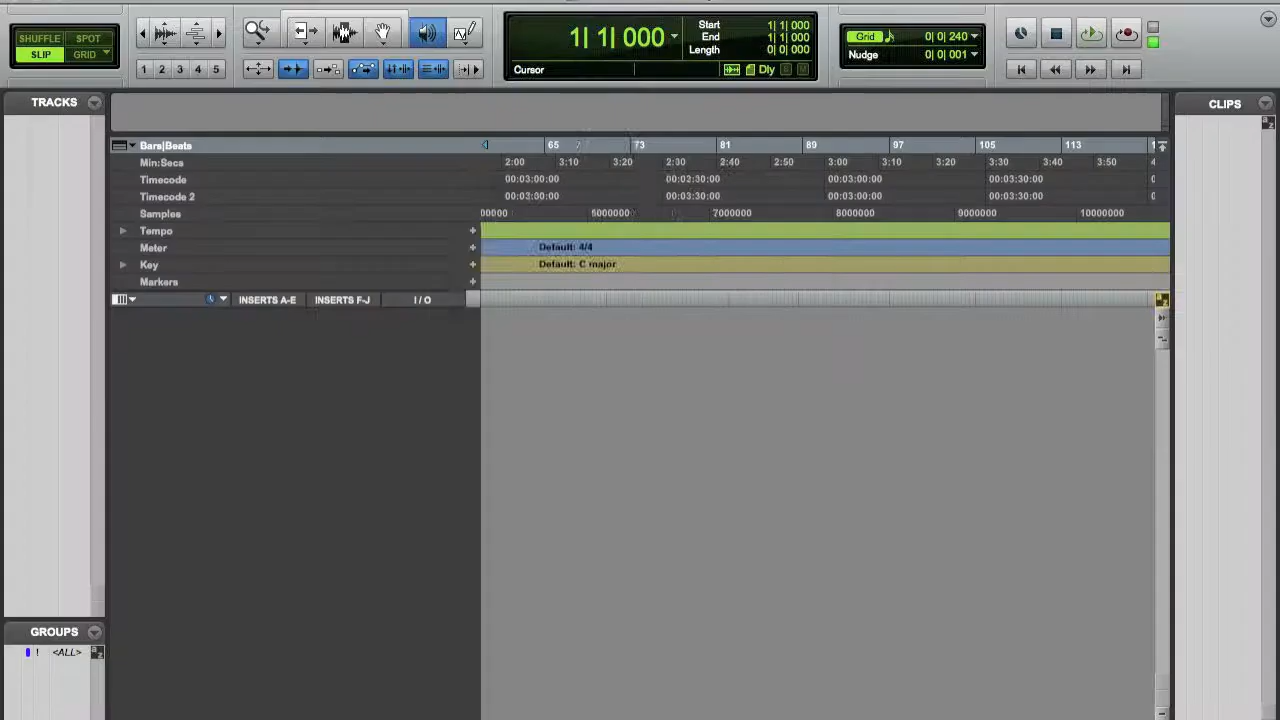 SHUFFLE SPOT
SLIP GRID
1 2 3 4 5
1| 1| 000
Start 1| 1| 000
End 1| 1| 000
Length 0| 0| 000
Cursor
Dly
Grid 0| 0| 240
Nudge 0| 0| 001
TRACKS
CLIPS
Bars|Beats 65 73 81 89 97 105 113
Min:Secs 2:00 3:10 3:20 2:30 2:40 2:50 3:00 3:10 3:20 3:30 3:40 3:50 4
Timecode 00:03:00:00 00:02:30:00 00:03:00:00 00:03:30:00
Timecode 2 00:03:00:00 00:03:30:00 00:03:00:00 00:03:30:00
Samples 00000 5000000 7000000 8000000 9000000 10000000
Tempo
Meter Default: 4/4
Key Default: C major
Markers
INSERTS A-E INSERTS F-J I / O
GROUPS
! <ALL>
a z